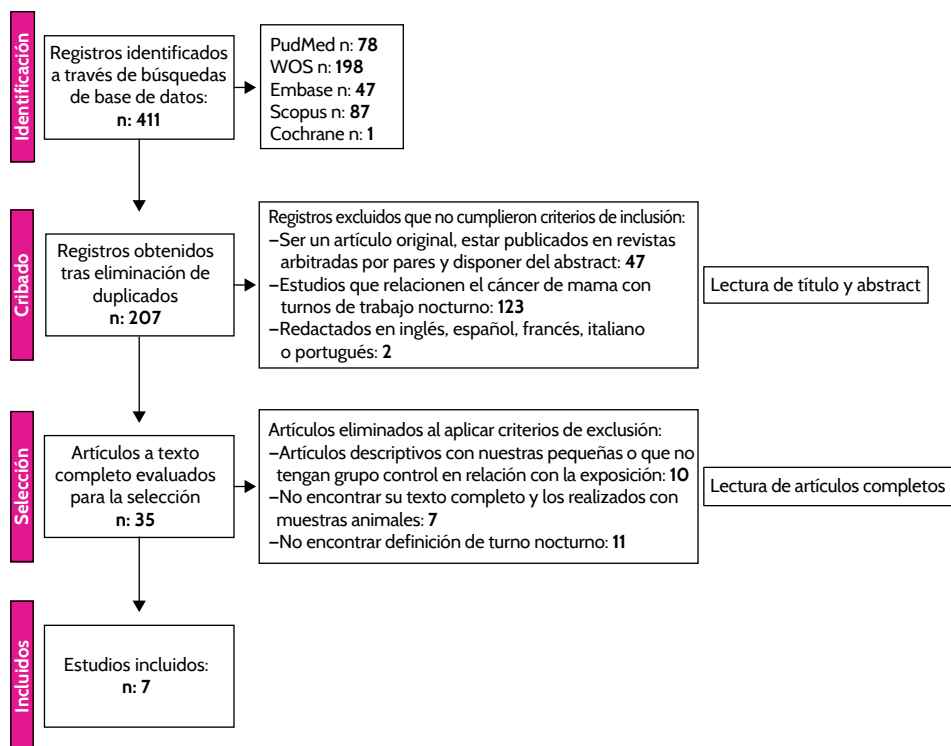 Identificación
Registros identificados
a través de búsquedas
de base de datos:
n: 411
PudMed n: 78
WOS n: 198
Embase n: 47
Scopus n: 87
Cochrane n: 1
Cribado
Registros obtenidos
tras eliminación de
duplicados
n: 207
Registros excluidos que no cumplieron criterios de inclusión:
–Ser un artículo original, estar publicados en revistas
arbitradas por pares y disponer del abstract: 47
–Estudios que relacionen el cáncer de mama con
turnos de trabajo nocturno: 123
–Redactados en inglés, español, francés, italiano
o portugués: 2
Lectura de título y abstract
Selección
Artículos a texto
completo evaluados
para la selección
n: 35
Artículos eliminados al aplicar criterios de exclusión:
–Artículos descriptivos con nuestras pequeñas o que no
tengan grupo control en relación con la exposición: 10
–No encontrar su texto completo y los realizados con
muestras animales: 7
–No encontrar definición de turno nocturno: 11
Lectura de artículos completos
Incluidos
Estudios incluidos:
n: 7